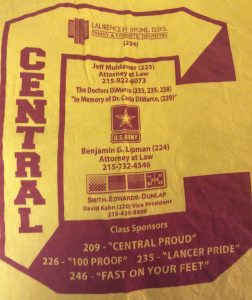 LAURENCE H. STONE, D.D.S.
FAMILY & COSMETIC DENTISTRY
(224)
CENTRAL
Jeff Muldawer (225)
Attorney at Law
215-922-4073
The Doctors DiMarco (233, 235, 238)
"In Memory of Dr. Carlo DiMarco, (229)"
U.S.ARMY
Benjamin G. Lipman (224)
Attorney at Law
215-732-4546
SMITH-EDWARDS-DUNLAP
David Kahn (220) Vice President
215-425-8800
Class Sponsors
209 - "CENTRAL PROUD"
226 - "100 PROOF" 235 - "LANCER PRIDE"
246 - "FAST ON YOUR FEET"